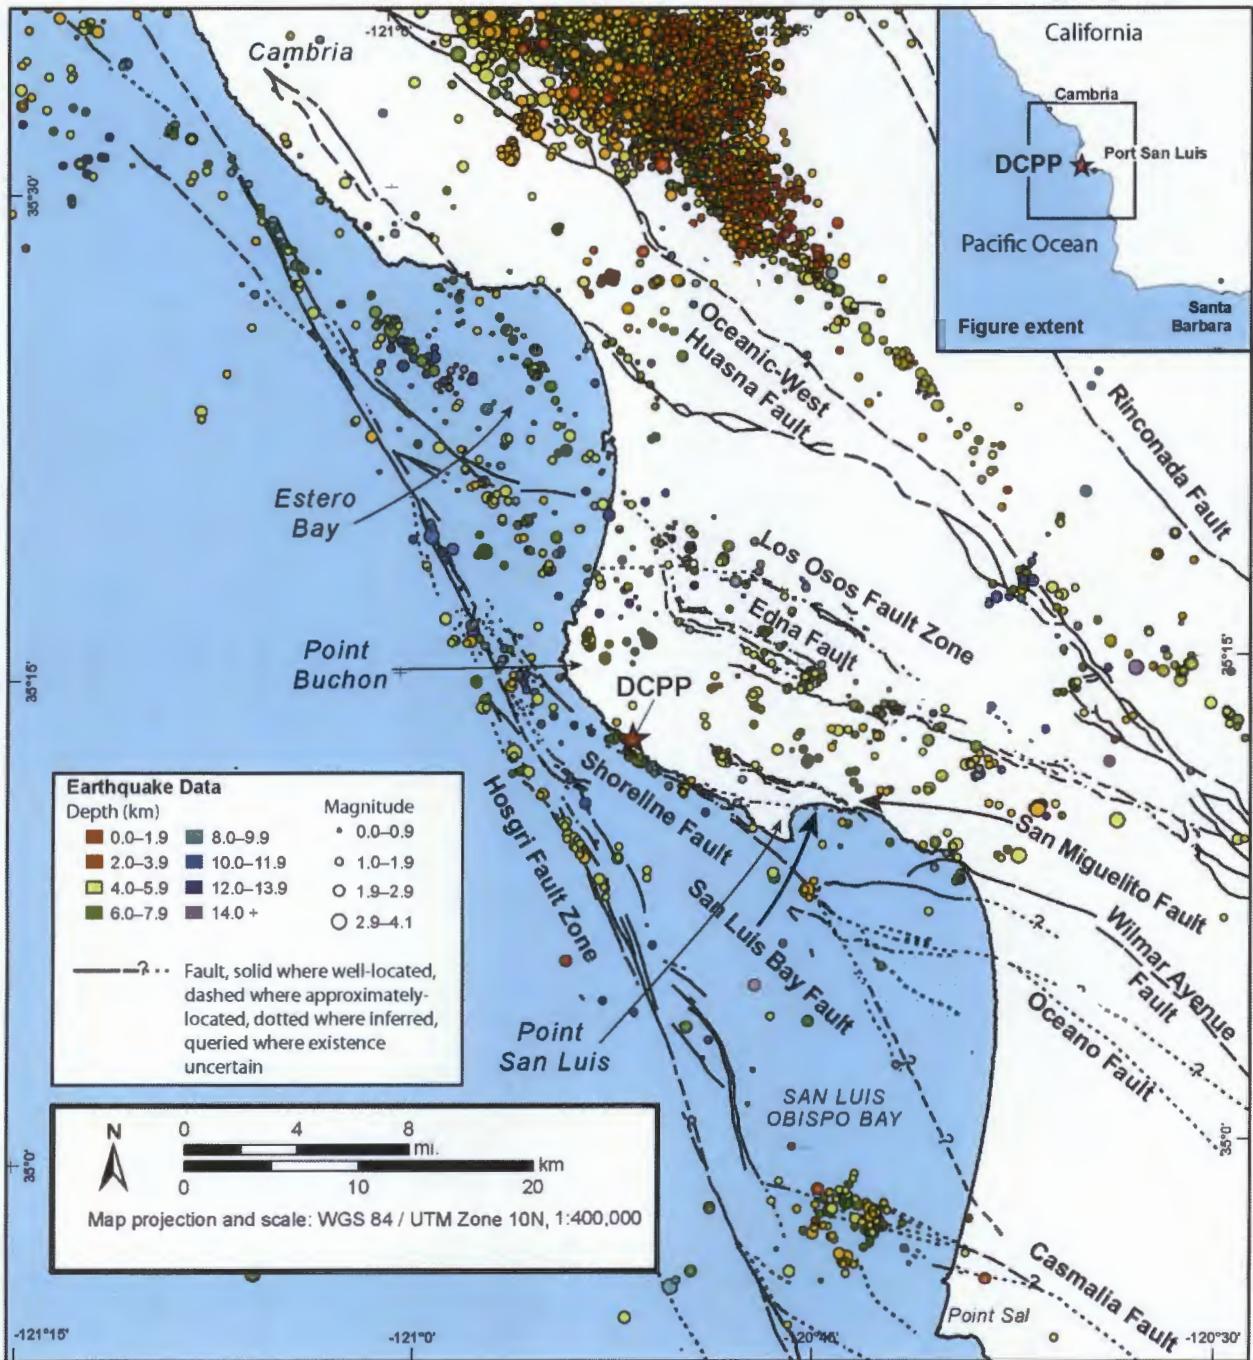 -121°0'
Cambria
California
Cambria
DCPP
Port San Luis
Pacific Ocean
Santa
Barbara
Figure extent
35°30'
Oceanic-West
Huasna Fault
Rinconada Fault
Estero
Bay
Los Osos Fault Zone
Edna Fault
Point
Buchon
35°15'
35°15'
DCPP
Shoreline Fault
Hosgri Fault Zone
San Luis Bay Fault
San Miguelito Fault
Wilmar Avenue
Fault
Oceano Fault
Earthquake Data
Depth (km)
0.0–1.9
2.0–3.9
4.0–5.9
6.0–7.9
8.0–9.9
10.0–11.9
12.0–13.9
14.0 +
Magnitude
0.0–0.9
1.0–1.9
1.9–2.9
2.9–4.1
?
Fault, solid where well-located,
dashed where approximately-
located, dotted where inferred,
queried where existence
uncertain
Point
San Luis
SAN LUIS
OBISPO BAY
?
?
?
?
?
?
N
0 4 8
mi.
km
0 10 20
Map projection and scale: WGS 84 / UTM Zone 10N, 1:400,000
35°0'
35°0'
Casmalia Fault
Point Sal
-121°15'
-121°0'
-120°45'
-120°30'